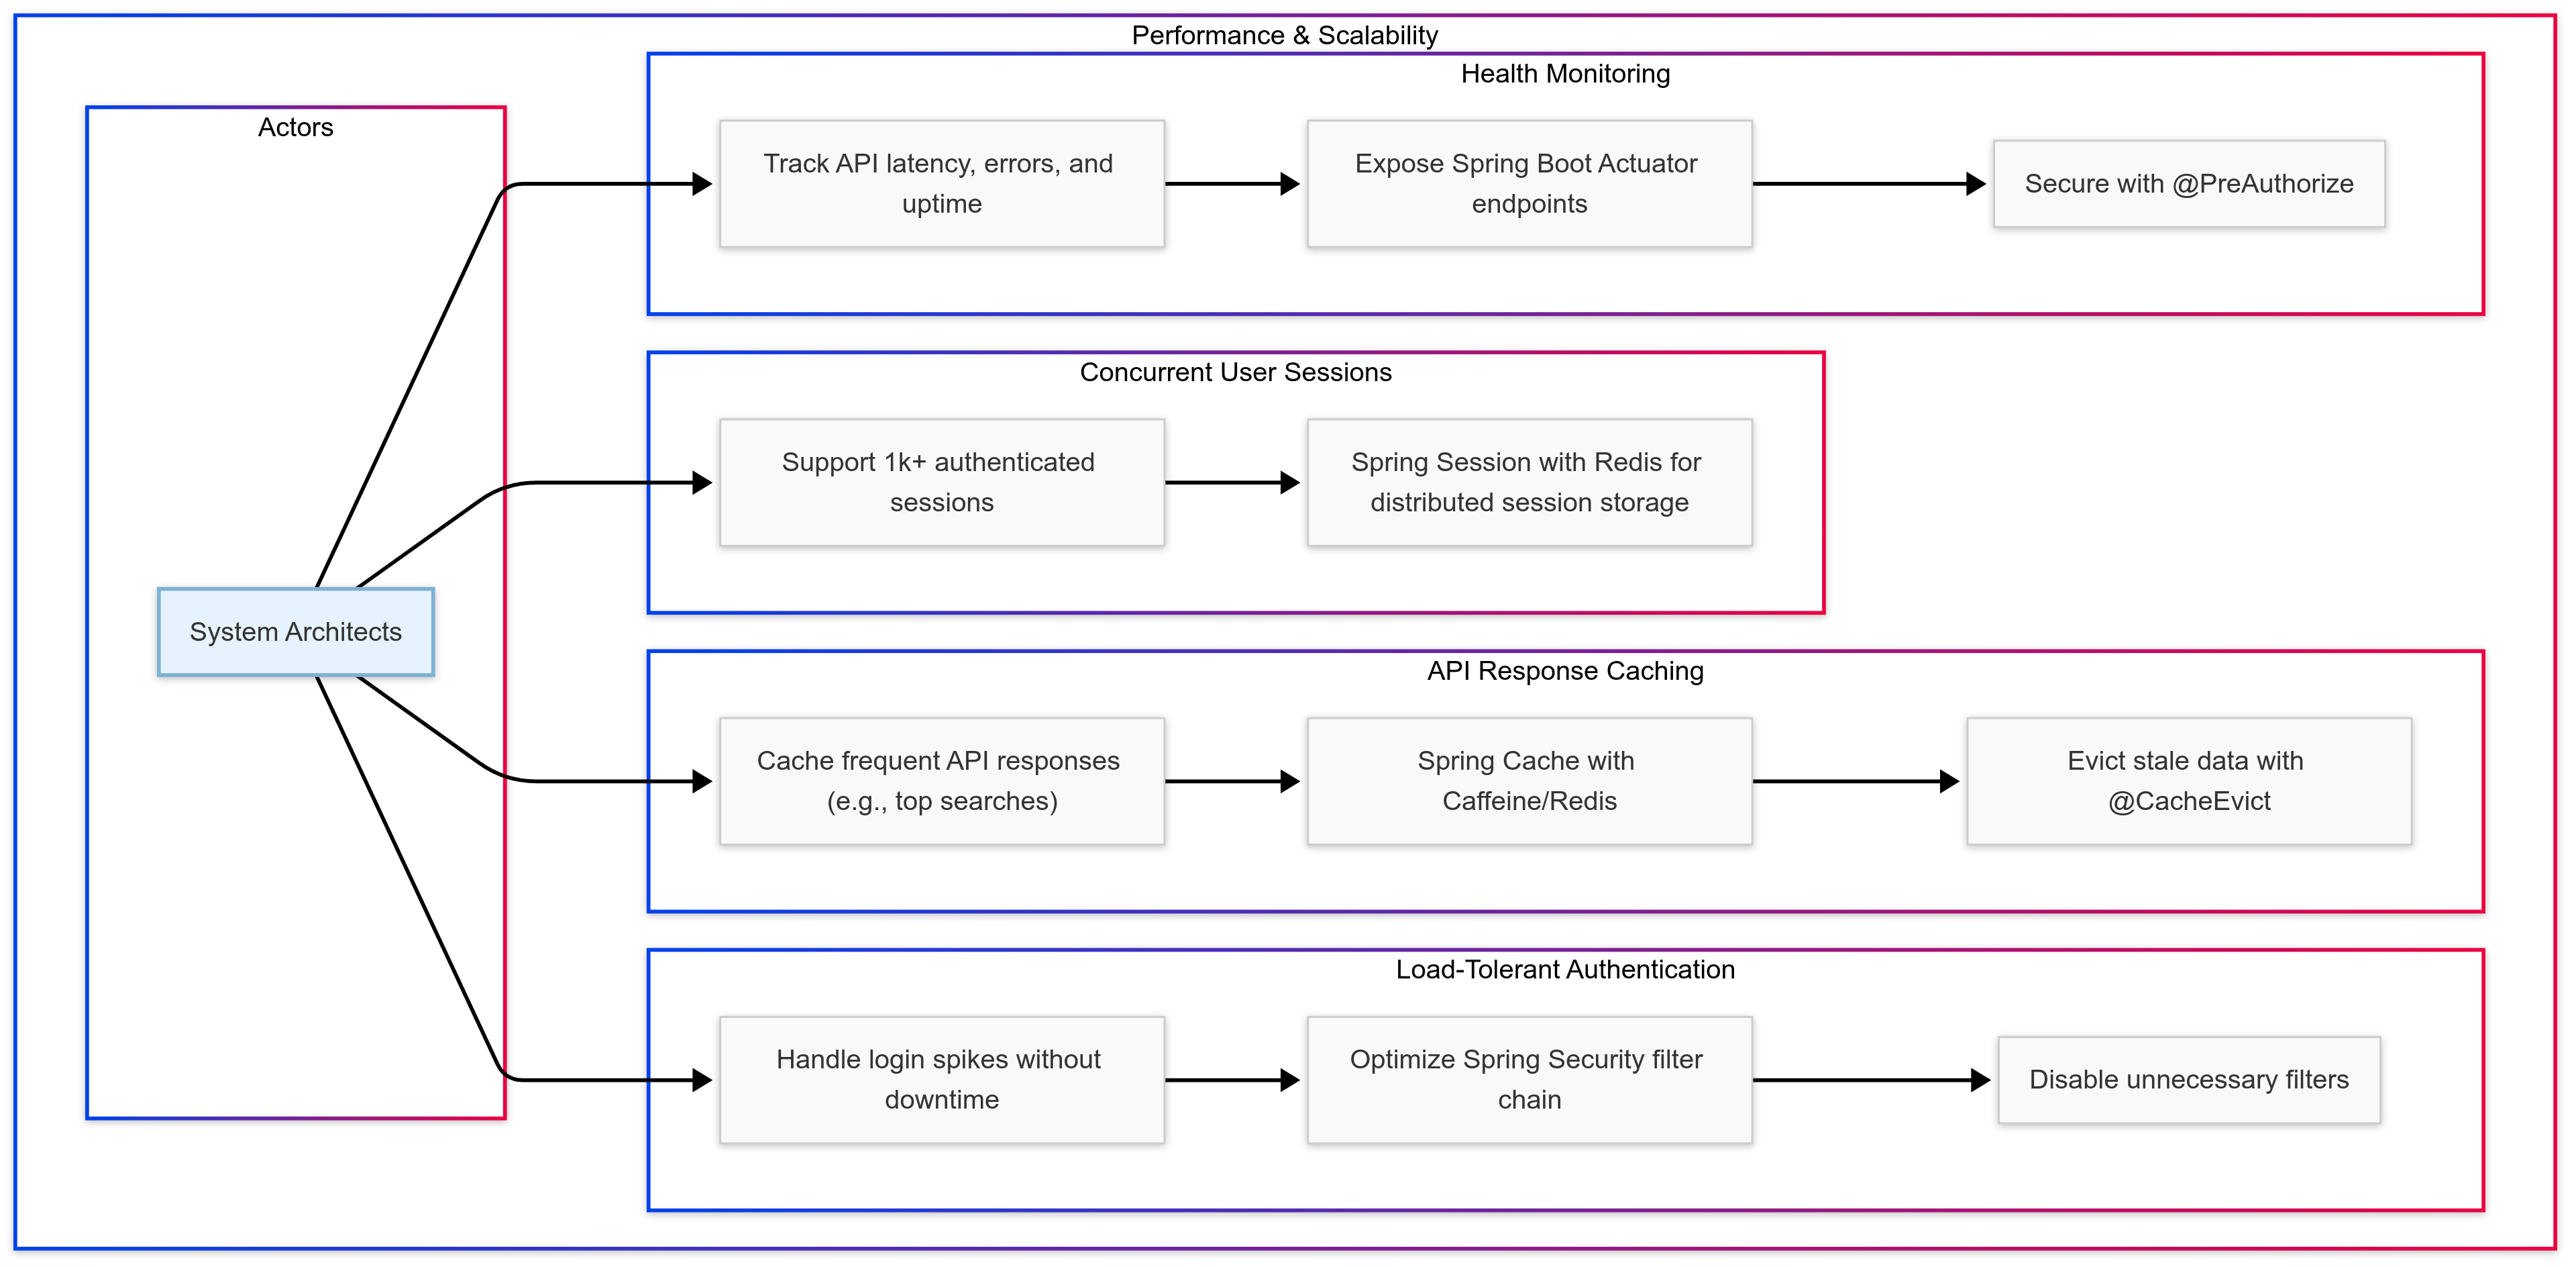 Performance & Scalability
Health Monitoring
Actors
Track API latency, errors, and
uptime
Expose Spring Boot Actuator
endpoints
Secure with @PreAuthorize
Concurrent User Sessions
Support 1k+ authenticated
sessions
Spring Session with Redis for
distributed session storage
System Architects
API Response Caching
Cache frequent API responses
(e.g., top searches)
Spring Cache with
Caffeine/Redis
Evict stale data with
@CacheEvict
Load-Tolerant Authentication
Handle login spikes without
downtime
Optimize Spring Security filter
chain
Disable unnecessary filters